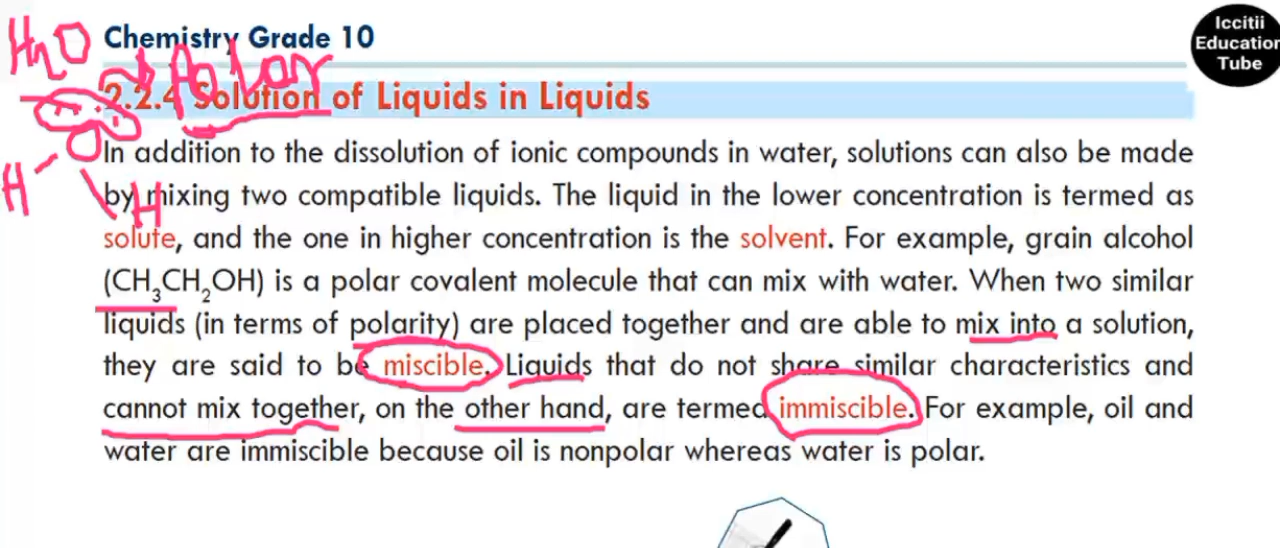 H2O
Polar
Chemistry Grade 10
Iccitii
Education
Tube
2.2.4 Solution of Liquids in Liquids
O
H
H
In addition to the dissolution of ionic compounds in water, solutions can also be made
by mixing two compatible liquids. The liquid in the lower concentration is termed as
solute, and the one in higher concentration is the solvent. For example, grain alcohol
(CH3CH2OH) is a polar covalent molecule that can mix with water. When two similar
liquids (in terms of polarity) are placed together and are able to mix into a solution,
they are said to be miscible. Liquids that do not share similar characteristics and
cannot mix together, on the other hand, are termed immiscible. For example, oil and
water are immiscible because oil is nonpolar whereas water is polar.